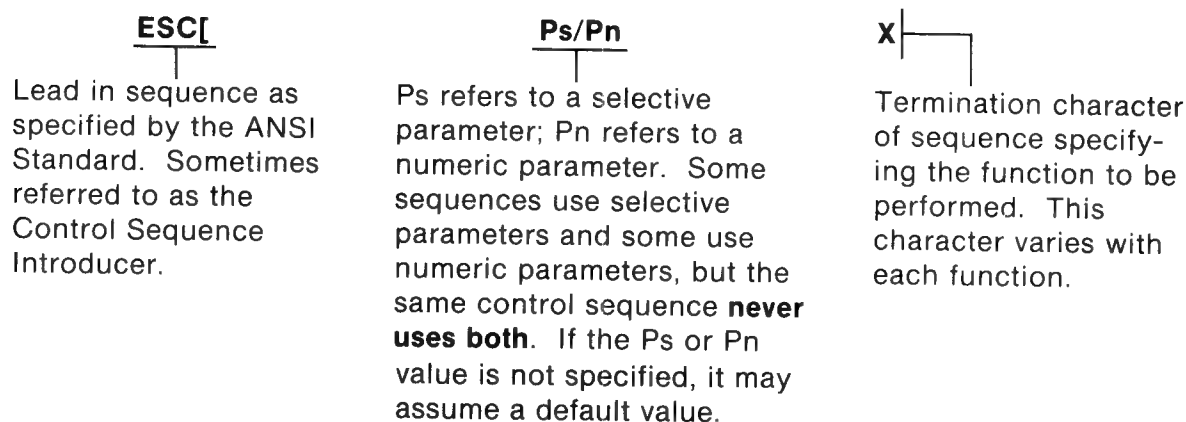 ESC[
Lead in sequence as
specified by the ANSI
Standard. Sometimes
referred to as the
Control Sequence
Introducer.
Ps/Pn
Ps refers to a selective
parameter; Pn refers to a
numeric parameter. Some
sequences use selective
parameters and some use
numeric parameters, but the
same control sequence never
uses both. If the Ps or Pn
value is not specified, it may
assume a default value.
X
Termination character
of sequence specify-
ing the function to be
performed. This
character varies with
each function.